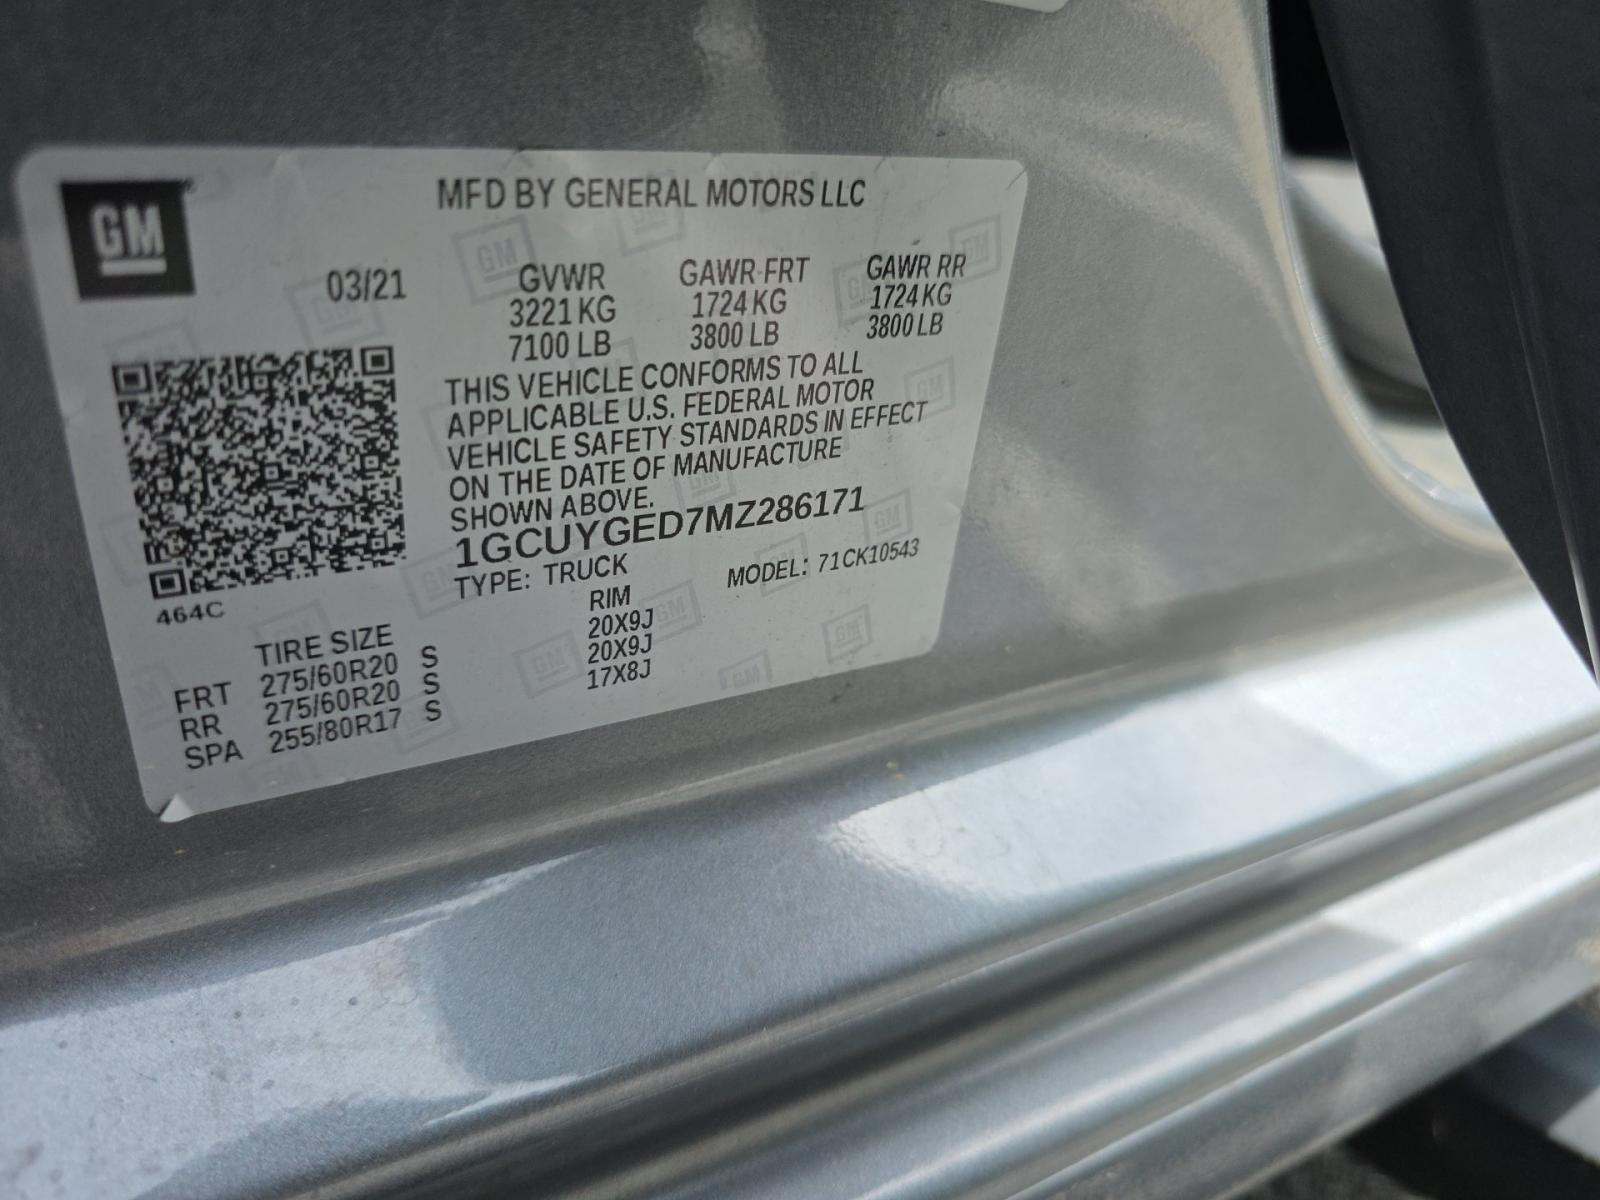 GM
MFD BY GENERAL MOTORS LLC
03/21
GVWR GAWR FRT GAWR RR
3221 KG 1724 KG 1724 KG
7100 LB 3800 LB 3800 LB
THIS VEHICLE CONFORMS TO ALL
APPLICABLE U.S. FEDERAL MOTOR
VEHICLE SAFETY STANDARDS IN EFFECT
ON THE DATE OF MANUFACTURE
SHOWN ABOVE.
1GCUYGED7MZ286171
TYPE: TRUCK MODEL: 71CK10543
464C
TIRE SIZE RIM
FRT 275/60R20 S 20X9J
RR 275/60R20 S 20X9J
SPA 255/80R17 S 17X8J